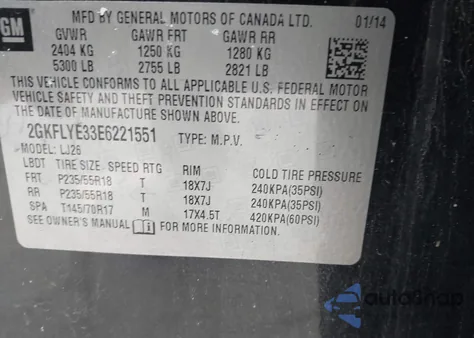 GM
MFD BY GENERAL MOTORS OF CANADA LTD. 01/14
GVWR GAWR FRT GAWR RR
2404 KG 1250 KG 1280 KG
5300 LB 2755 LB 2821 LB
THIS VEHICLE CONFORMS TO ALL APPLICABLE U.S. FEDERAL MOTOR
VEHICLE SAFETY AND THEFT PREVENTION STANDARDS IN EFFECT ON
THE DATE OF MANUFACTURE SHOWN ABOVE.
2GKFLYE33E6221551 TYPE: M.P.V.
MODEL: LJ26
LBDT TIRE SIZE SPEED RTG RIM COLD TIRE PRESSURE
FRT P235/55R18 T 18X7J 240KPA(35PSI)
RR P235/55R18 T 18X7J 240KPA(35PSI)
SPA T145/70R17 M 17X4.5T 420KPA(60PSI)
SEE OWNER'S MANUAL FOR MORE INFORMATION.
autosnap